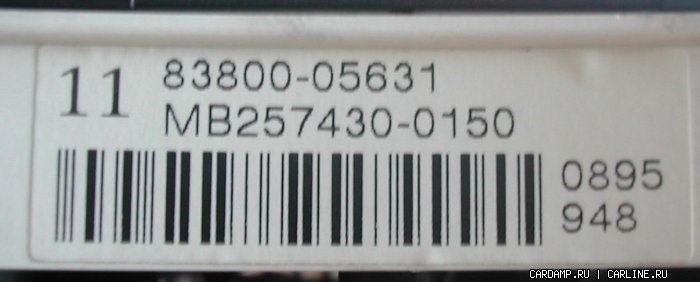 11
83800-05631
MB257430-0150
0895
948
CARDAMP.RU | CARLINE.RU